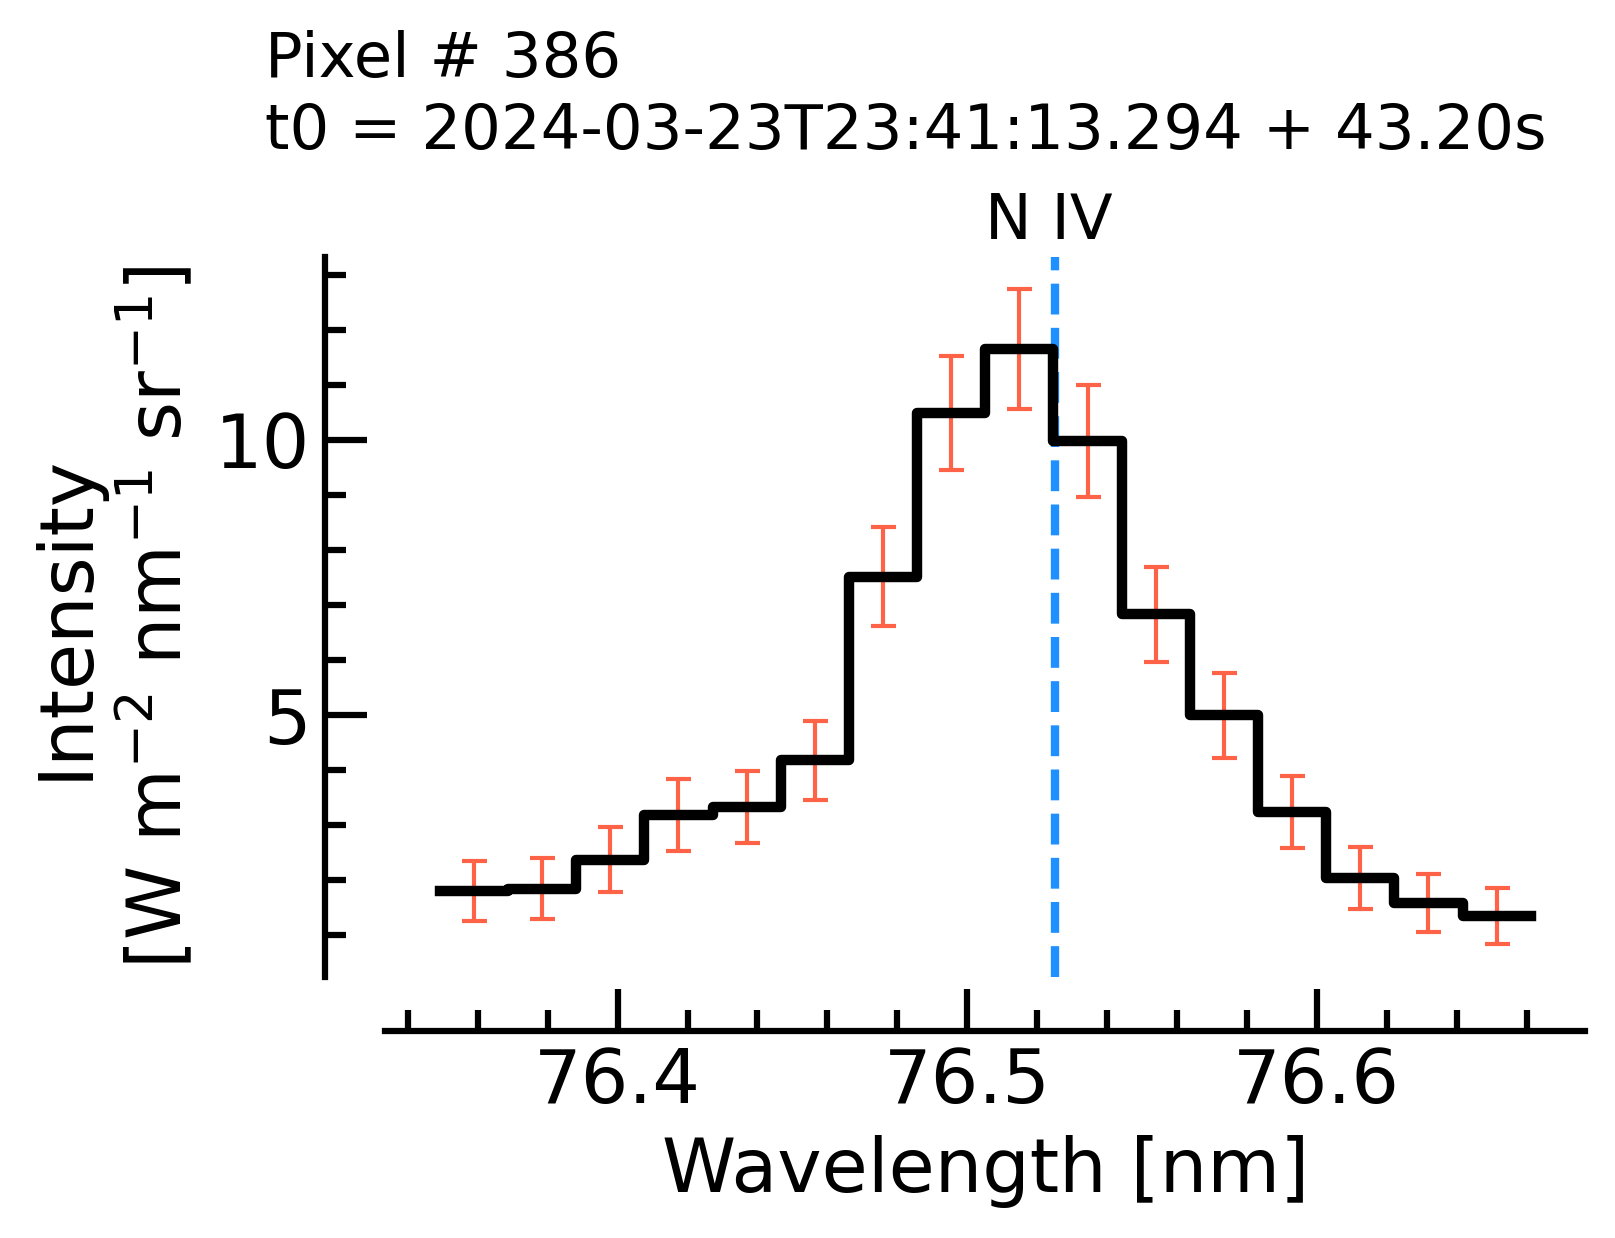 Pixel # 386
t0 = 2024-03-23T23:41:13.294 + 43.20s
N IV
Intensity
[W m⁻² nm⁻¹ sr⁻¹]
10
5
76.4 76.5 76.6
Wavelength [nm]